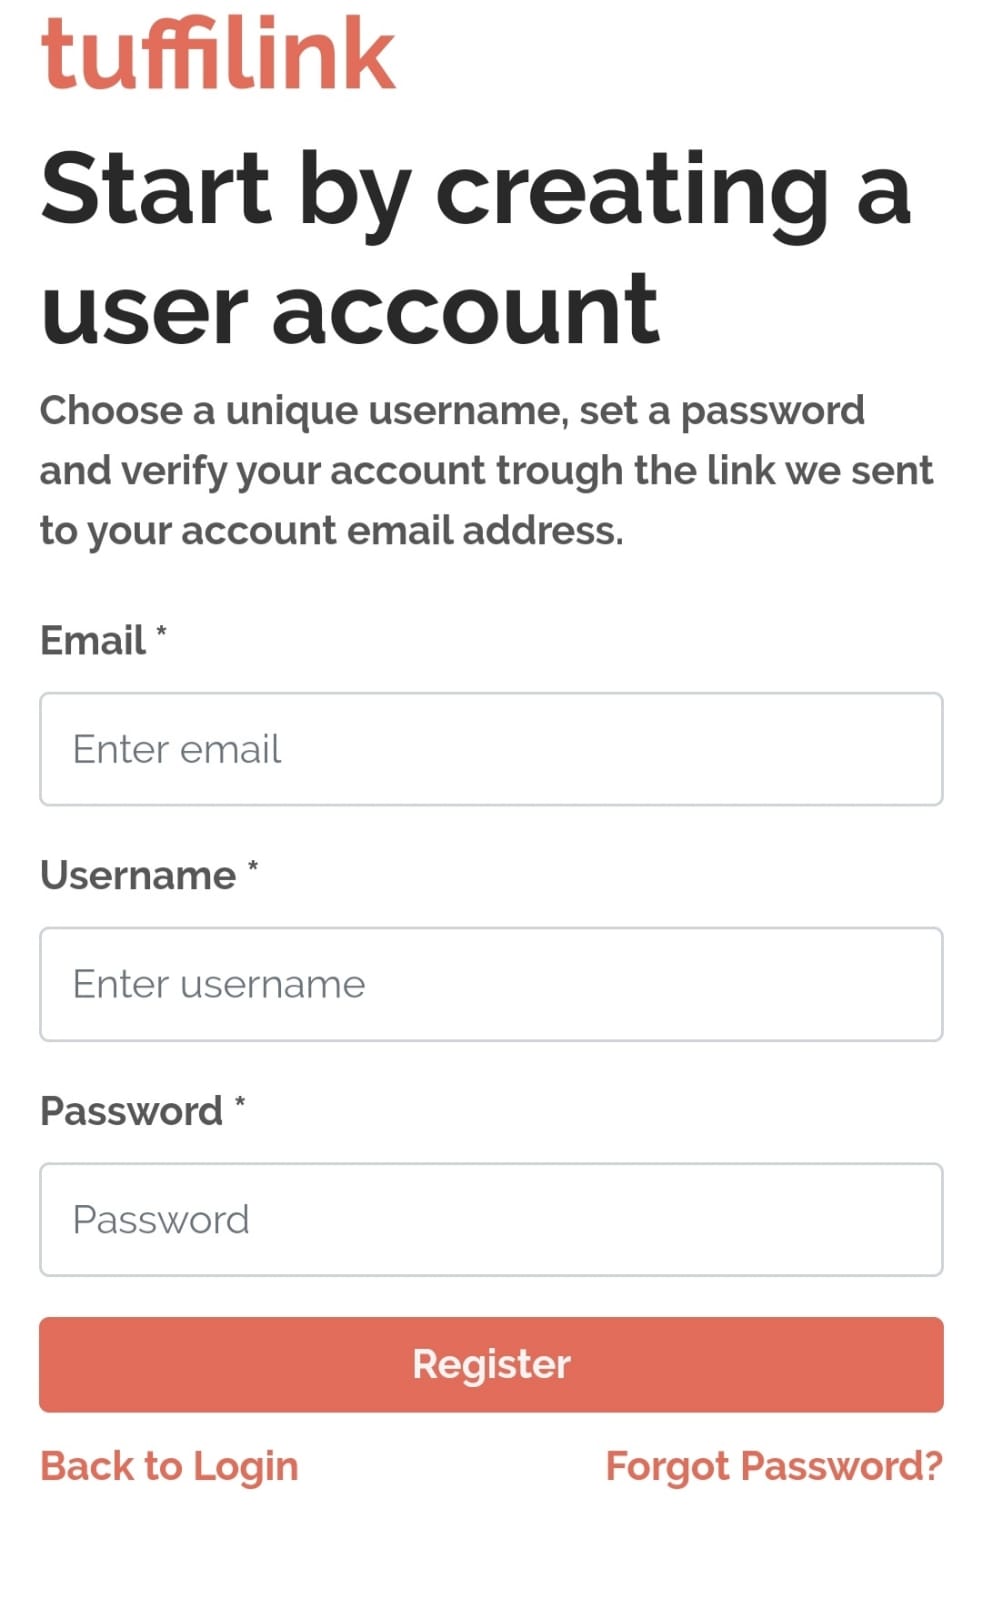 tuffilink
Start by creating a
user account
Choose a unique username, set a password
and verify your account trough the link we sent
to your account email address.
Email *
Enter email
Username *
Enter username
Password *
Password
Register
Back to Login Forgot Password?